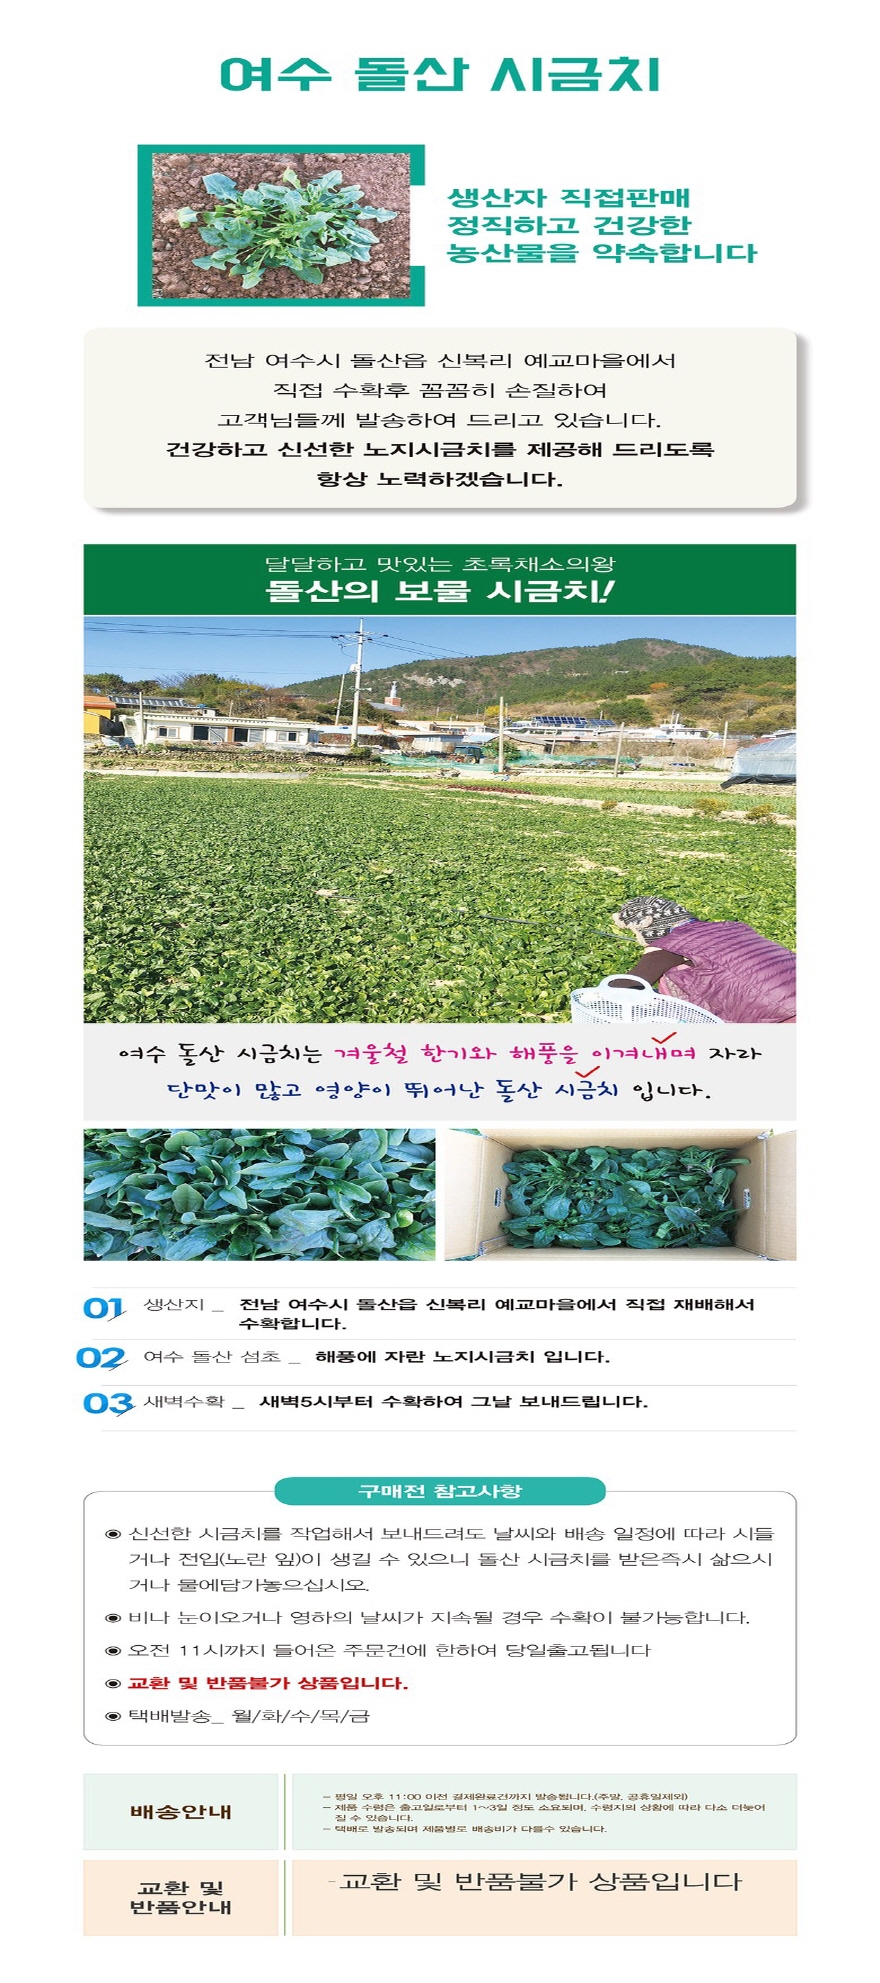 여수 돌산 시금치
생산자 직접판매
정직하고 건강한
농산물을 약속합니다
전남 여수시 돌산읍 신복리 예교마을에서
직접 수확후 꼼꼼히 손질하여
고객님들께 발송하여 드리고 있습니다.
건강하고 신선한 노지시금치를 제공해 드리도록
항상 노력하겠습니다.
달달하고 맛있는 초록채소의왕
돌산의 보물 시금치!
여수 돌산 시금치는 겨울철 한기와 해풍을 이겨내며 자라
단맛이 많고 영양이 뛰어난 돌산 시금치 입니다.
01 생산지 _ 전남 여수시 돌산읍 신복리 예교마을에서 직접 재배해서
수확합니다.
02 여수 돌산 섬초 _ 해풍에 자란 노지시금치 입니다.
03 새벽수확 _ 새벽5시부터 수확하여 그날 보내드립니다.
구매전 참고사항
◉ 신선한 시금치를 작업해서 보내드려도 날씨와 배송 일정에 따라 시들
거나 전입(노란 잎)이 생길 수 있으니 돌산 시금치를 받은즉시 삶으시
거나 물에담가놓으십시오.
◉ 비나 눈이오거나 영하의 날씨가 지속될 경우 수확이 불가능합니다.
◉ 오전 11시까지 들어온 주문건에 한하여 당일출고됩니다
◉ 교환 및 반품불가 상품입니다.
◉ 택배발송_ 월/화/수/목/금
배송안내
- 평일 오후 11:00 이전 결제완료건까지 발송됩니다.(주말, 공휴일제외)
- 제품 수령은 출고일로부터 1~3일 정도 소요되며, 수령지의 상황에 따라 다소 더늦어
질 수 있습니다.
- 택배로 발송되며 제품별로 배송비가 다를수 있습니다.
교환 및
반품안내
-교환 및 반품불가 상품입니다